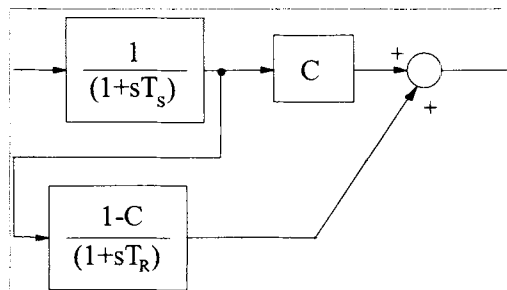 1
(1+sT_S)
C
+
+
1-C
(1+sT_R)